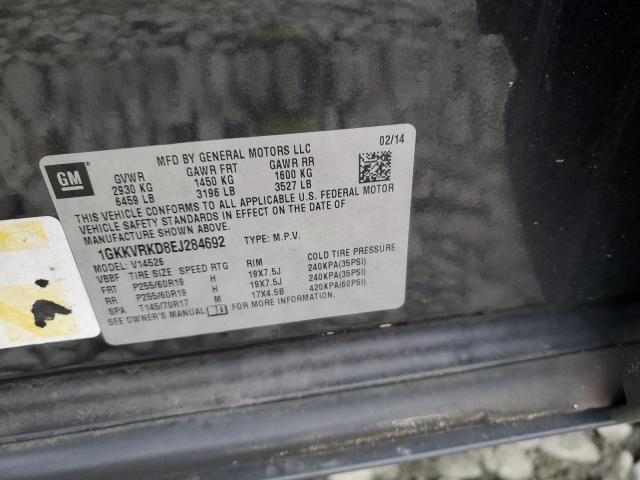 GM
MFD BY GENERAL MOTORS LLC
02/14
GVWR GAWR FRT GAWR RR
2930 KG 1450 KG 1600 KG
6459 LB 3196 LB 3527 LB
THIS VEHICLE CONFORMS TO ALL APPLICABLE U.S. FEDERAL MOTOR
VEHICLE SAFETY STANDARDS IN EFFECT ON THE DATE OF
MANUFACTURE SHOWN ABOVE.
1GKKVRKD8EJ284692 TYPE: M.P.V.
MODEL: V14526
VBBF TIRE SIZE SPEED RTG RIM COLD TIRE PRESSURE
FRT P255/60R19 H 19X7.5J 240KPA(35PSI)
RR P255/60R19 H 19X7.5J 240KPA(35PSI)
SPA T145/70R17 M 17X4.5B 420KPA(60PSI)
SEE OWNER'S MANUAL FOR MORE INFORMATION.